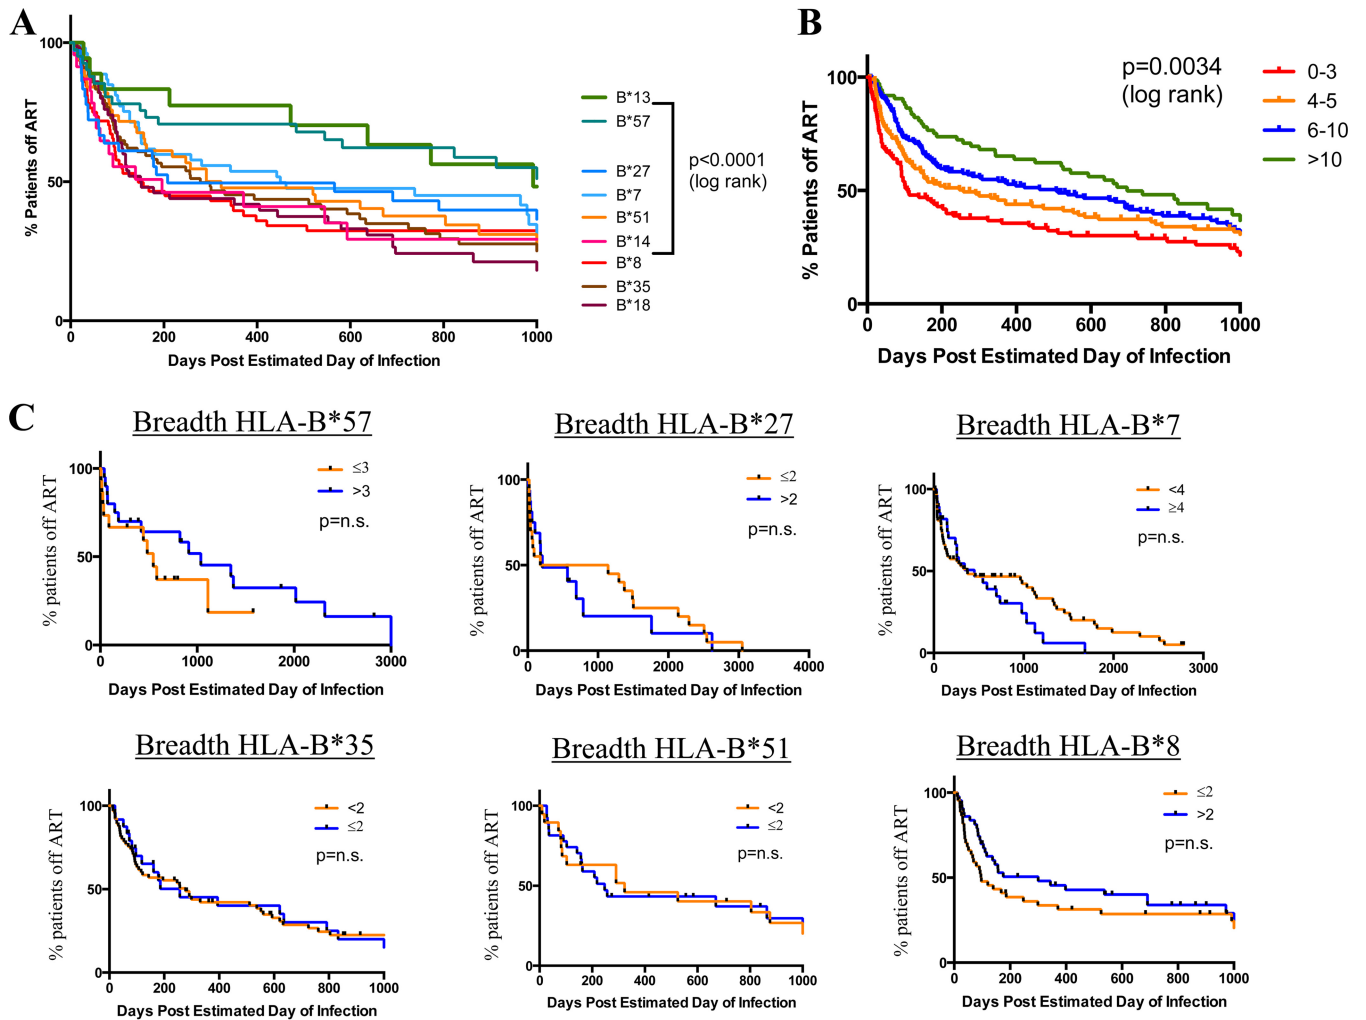 A
% Patients off ART
100
50
0
0 200 400 600 800 1000
Days Post Estimated Day of Infection
B*13
B*57
B*27
B*7
B*51
B*14
B*8
B*35
B*18
p<0.0001
(log rank)
B
% Patients off ART
100
50
0
0 200 400 600 800 1000
Days Post Estimated Day of Infection
p=0.0034
(log rank)
0-3
4-5
6-10
>10
C
Breadth HLA-B*57
% patients off ART
100
50
0
0 1000 2000 3000
Days Post Estimated Day of Infection
≤3
>3
p=n.s.
Breadth HLA-B*27
% patients off ART
100
50
0
0 1000 2000 3000 4000
Days Post Estimated Day of Infection
≤2
>2
p=n.s.
Breadth HLA-B*7
% patients off ART
100
50
0
0 1000 2000 3000
Days Post Estimated Day of Infection
<4
≥4
p=n.s.
Breadth HLA-B*35
% patients off ART
100
50
0
0 200 400 600 800 1000
Days Post Estimated Day of Infection
<2
≤2
p=n.s.
Breadth HLA-B*51
% patients off ART
100
50
0
0 200 400 600 800 1000
Days Post Estimated Day of Infection
<2
≤2
p=n.s.
Breadth HLA-B*8
% patients off ART
100
50
0
0 200 400 600 800 1000
Days Post Estimated Day of Infection
≤2
>2
p=n.s.